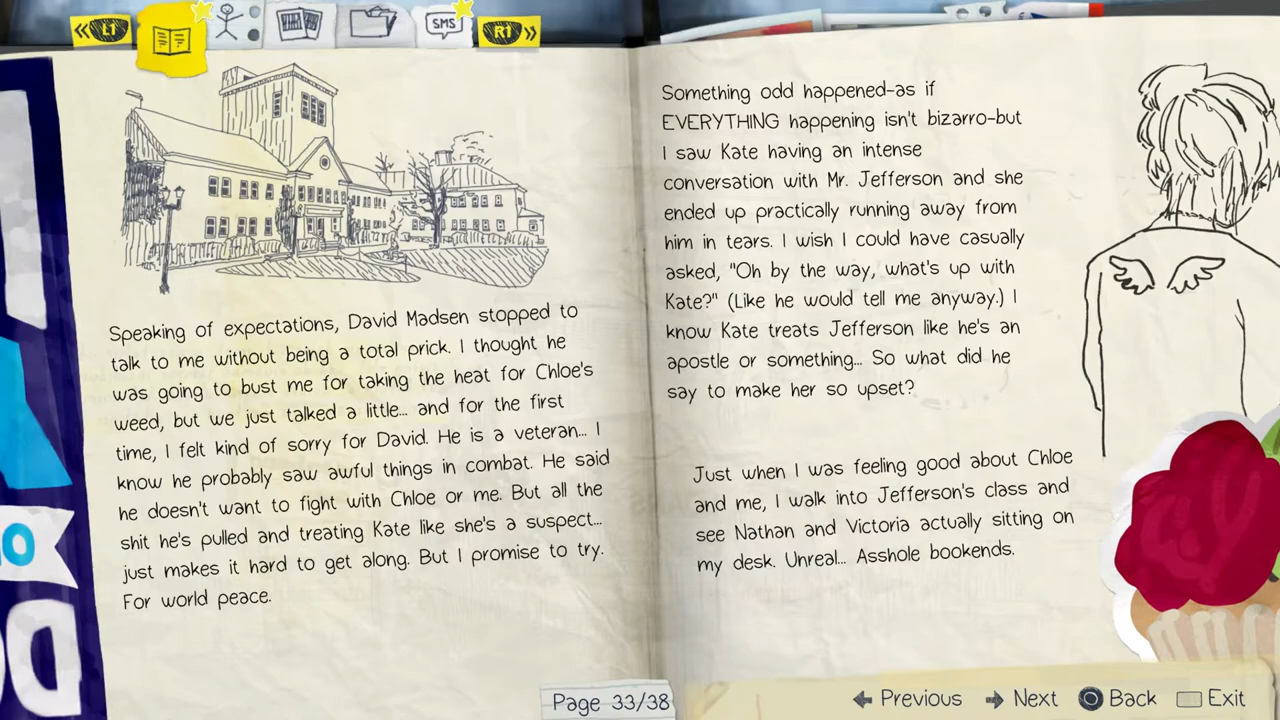 LT
SMS
R1
Speaking of expectations, David Madsen stopped to
talk to me without being a total prick. I thought he
was going to bust me for taking the heat for Chloe's
weed, but we just talked a little... and for the first
time, I felt kind of sorry for David. He is a veteran... I
know he probably saw awful things in combat. He said
he doesn't want to fight with Chloe or me. But all the
shit he's pulled and treating Kate like she's a suspect...
just makes it hard to get along. But I promise to try.
For world peace.
Something odd happened-as if
EVERYTHING happening isn't bizarro-but
I saw Kate having an intense
conversation with Mr. Jefferson and she
ended up practically running away from
him in tears. I wish I could have casually
asked, "Oh by the way, what's up with
Kate?" (Like he would tell me anyway.) I
know Kate treats Jefferson like he's an
apostle or something... So what did he
say to make her so upset?
Just when I was feeling good about Chloe
and me, I walk into Jefferson's class and
see Nathan and Victoria actually sitting on
my desk. Unreal... Asshole bookends.
Page 33/38
Previous
Next
Back
Exit